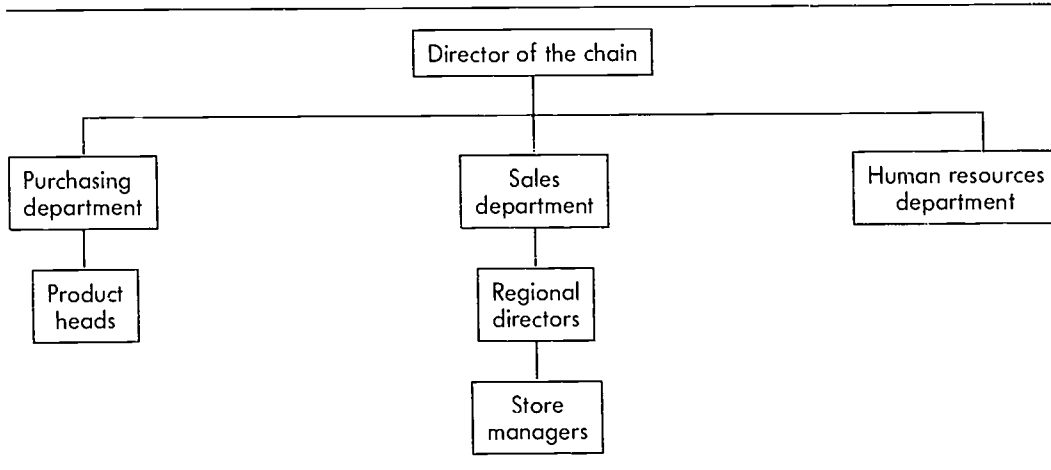 Director of the chain
Purchasing
department
Sales
department
Human resources
department
Product
heads
Regional
directors
Store
managers